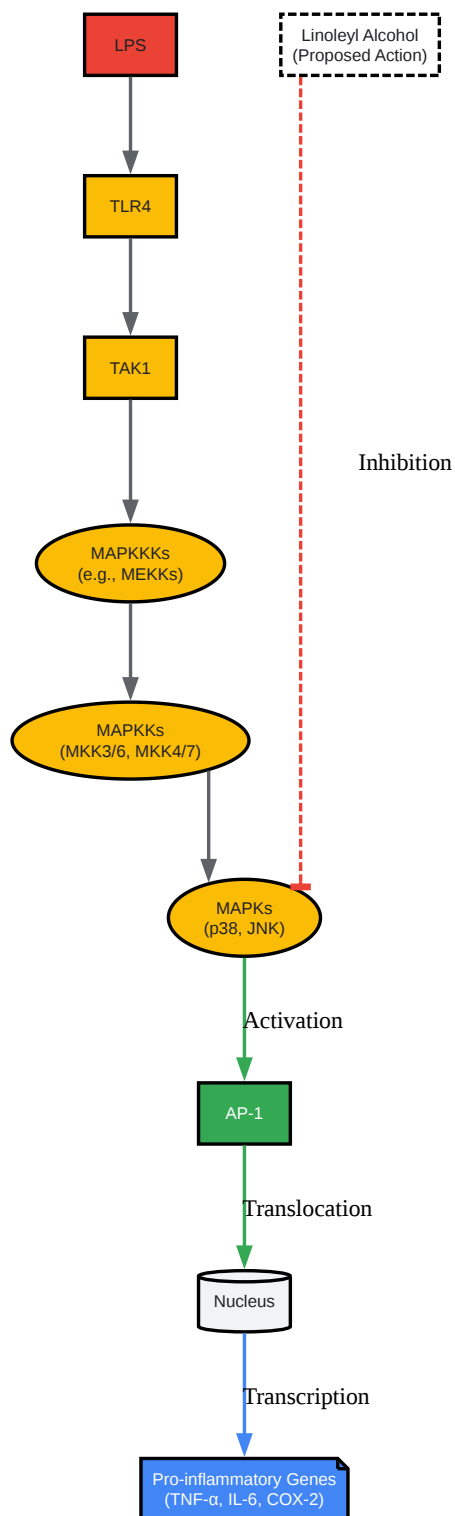 LPS
Linoleyl Alcohol
(Proposed Action)
TLR4
TAK1
Inhibition
MAPKKKs
(e.g., MEKKs)
MAPKKs
(MKK3/6, MKK4/7)
MAPKs
(p38, JNK)
Activation
AP-1
Translocation
Nucleus
Transcription
Pro-inflammatory Genes
(TNF-α, IL-6, COX-2)